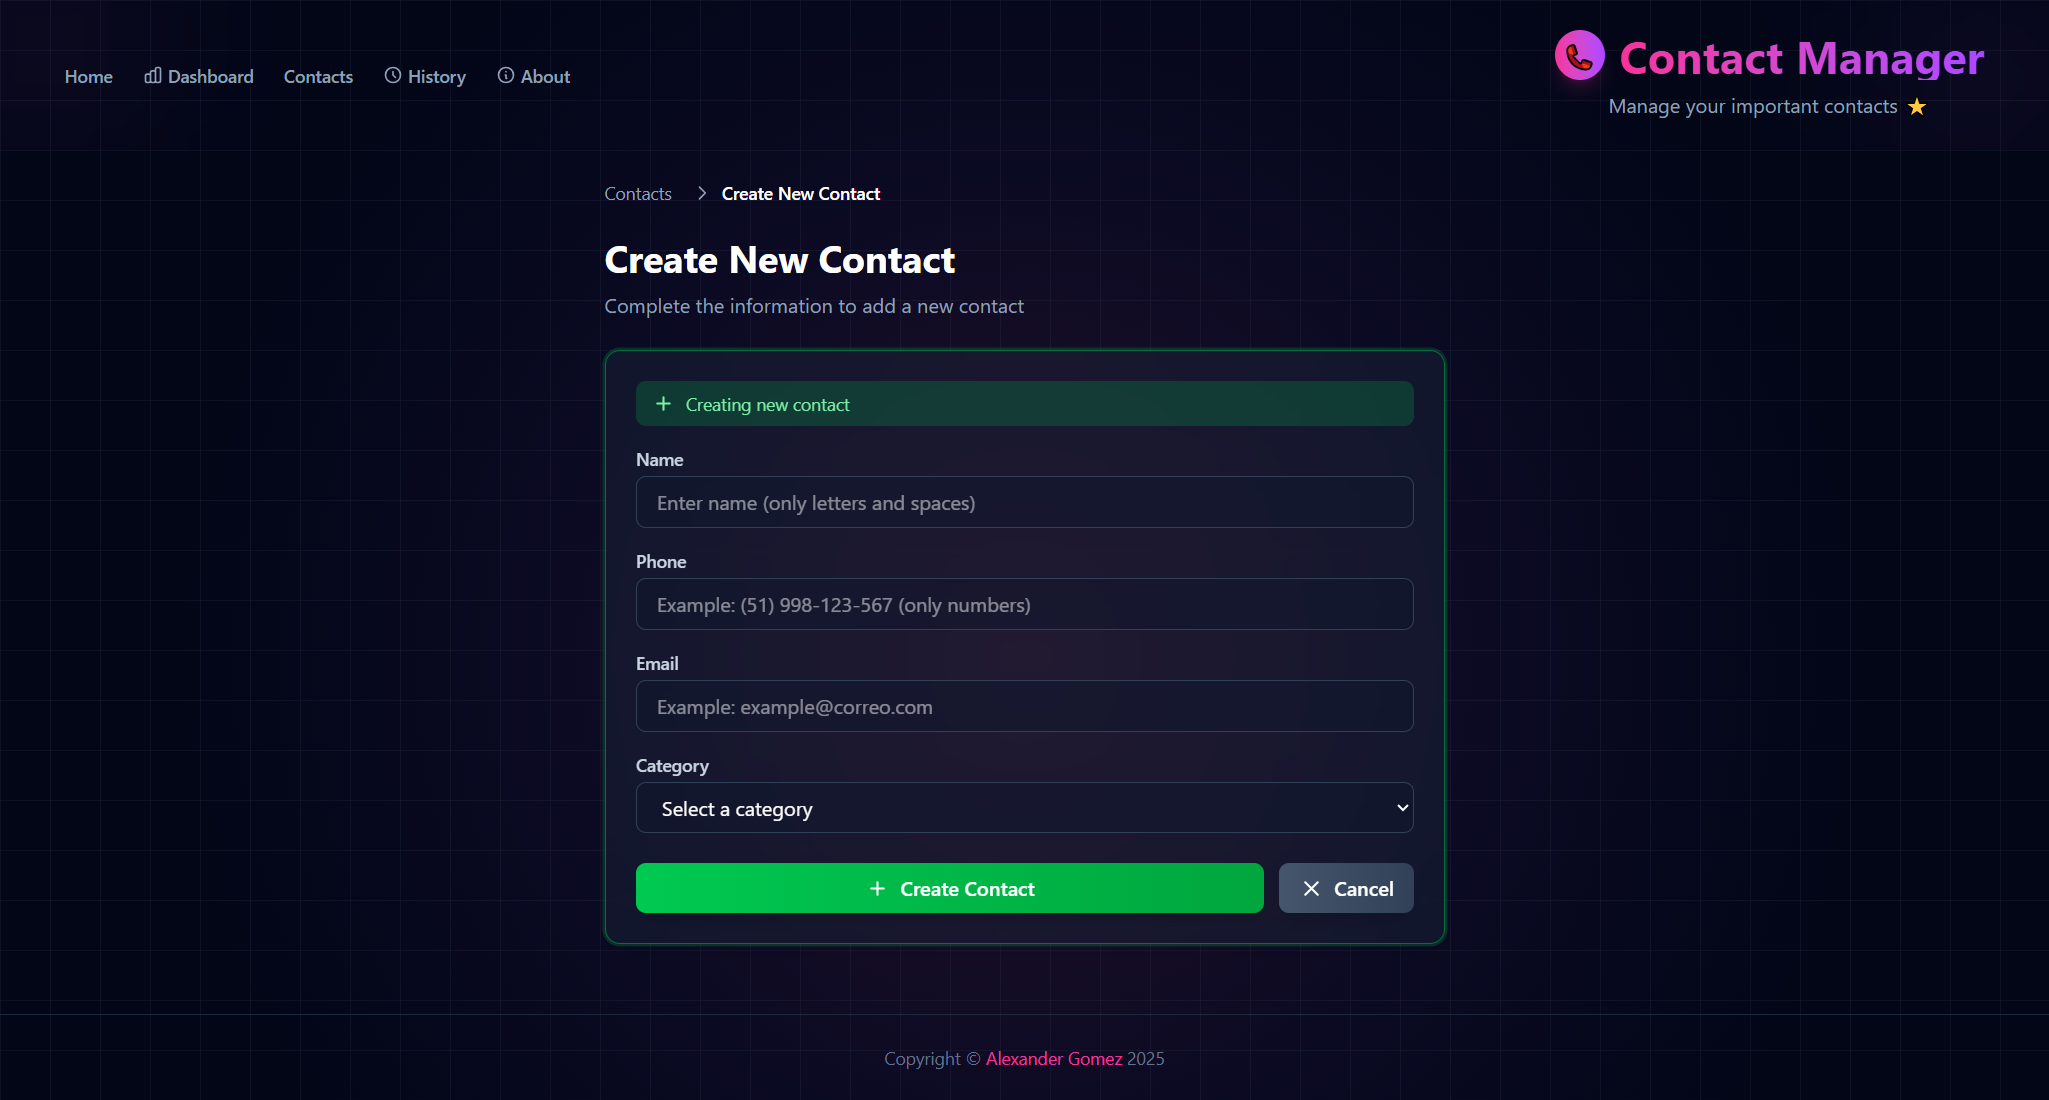 Home Dashboard Contacts History About
Contact Manager
Manage your important contacts
Contacts > Create New Contact
Create New Contact
Complete the information to add a new contact
+ Creating new contact
Name
Enter name (only letters and spaces)
Phone
Example: (51) 998-123-567 (only numbers)
Email
Example: example@correo.com
Category
Select a category
+ Create Contact
Cancel
Copyright © Alexander Gomez 2025